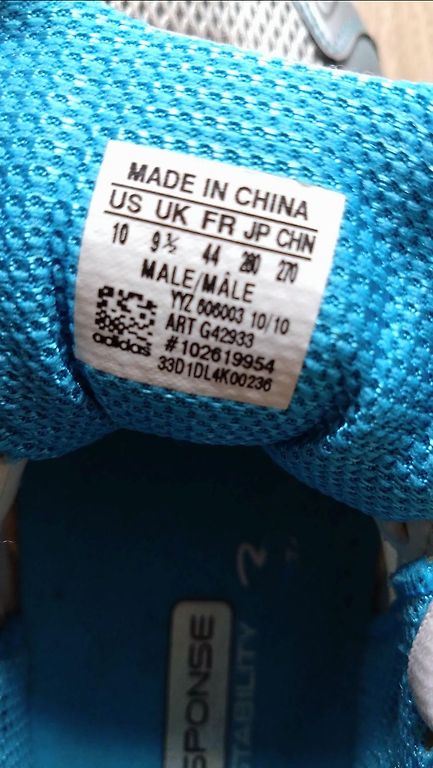 MADE IN CHINA
US UK FR JP CHN
10 9½ 44 280 270
MALE/MÂLE
YYZ 606003 10/10
ART G42933
#102619954
33D1DL4K00236
adidas
SPONSE
STABILITY